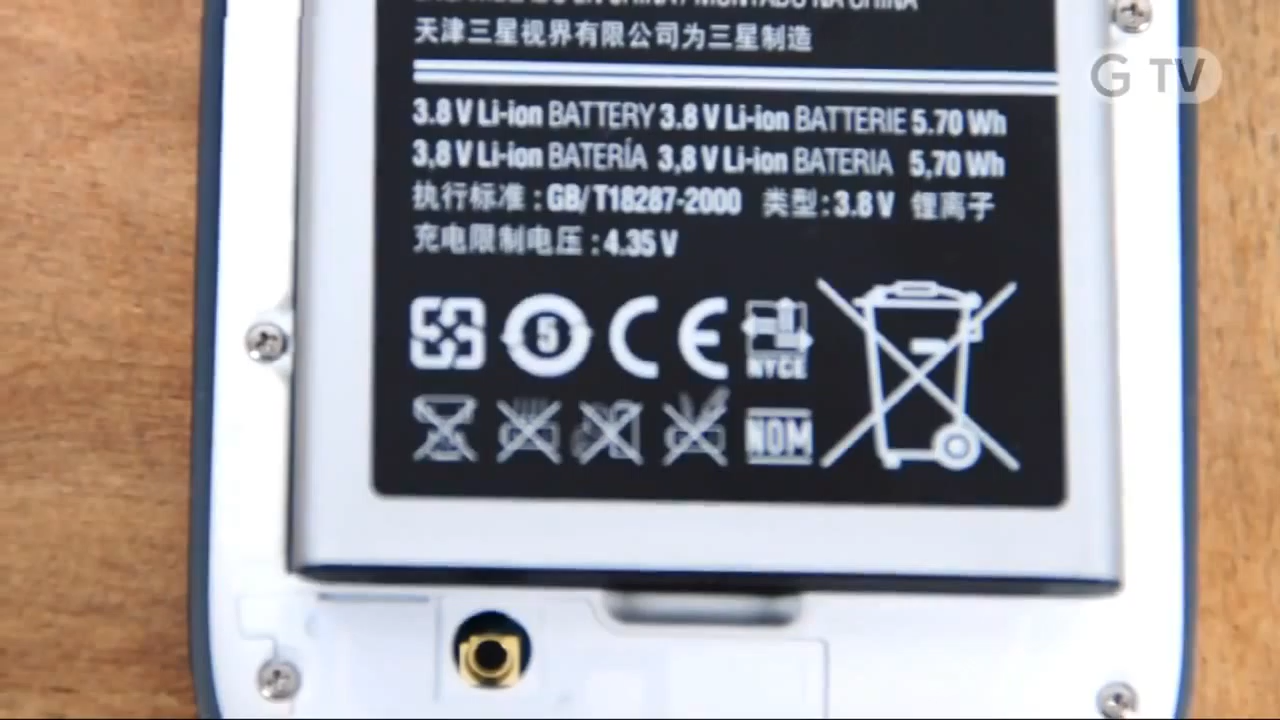 天津三星视界有限公司为三星制造
G TV
3.8 V Li-ion BATTERY 3.8 V Li-ion BATTERIE 5.70 Wh
3,8 V Li-ion BATERÍA 3,8 V Li-ion BATERIA 5,70 Wh
执行标准 : GB/ T18287-2000 类型 : 3.8 V 锂离子
充电限制电压 : 4.35 V
5 CE NYCE
NOM